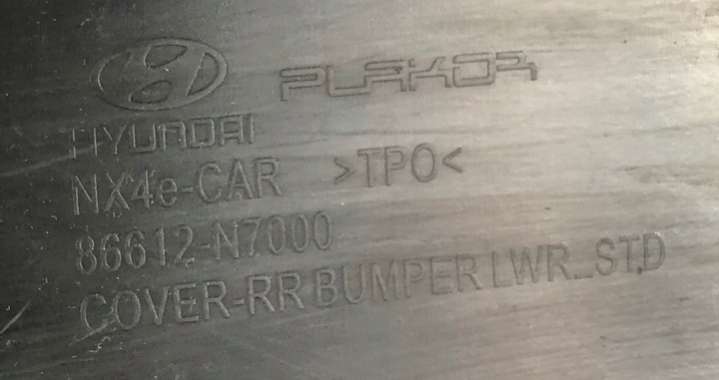 PLAKOR
HYUNDAI
NX4e-CAR >TPO<
86612-N7000
COVER-RR BUMPER LWR_STD